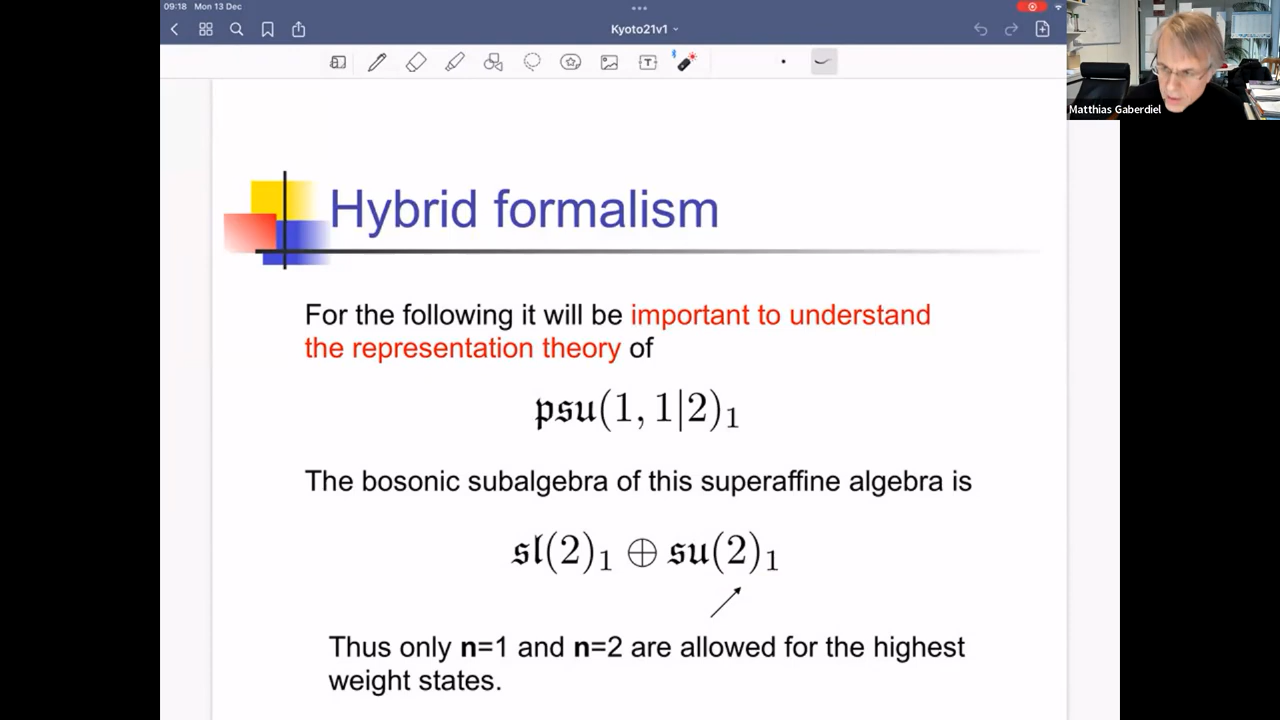 09:18 Mon 13 Dec
Kyoto21v1
Matthias Gaberdiel
Hybrid formalism
For the following it will be important to understand
the representation theory of
𝔭𝔰𝔲(1, 1|2)₁
The bosonic subalgebra of this superaffine algebra is
𝔰𝔩(2)₁ ⊕ 𝔰𝔲(2)₁
Thus only n=1 and n=2 are allowed for the highest
weight states.